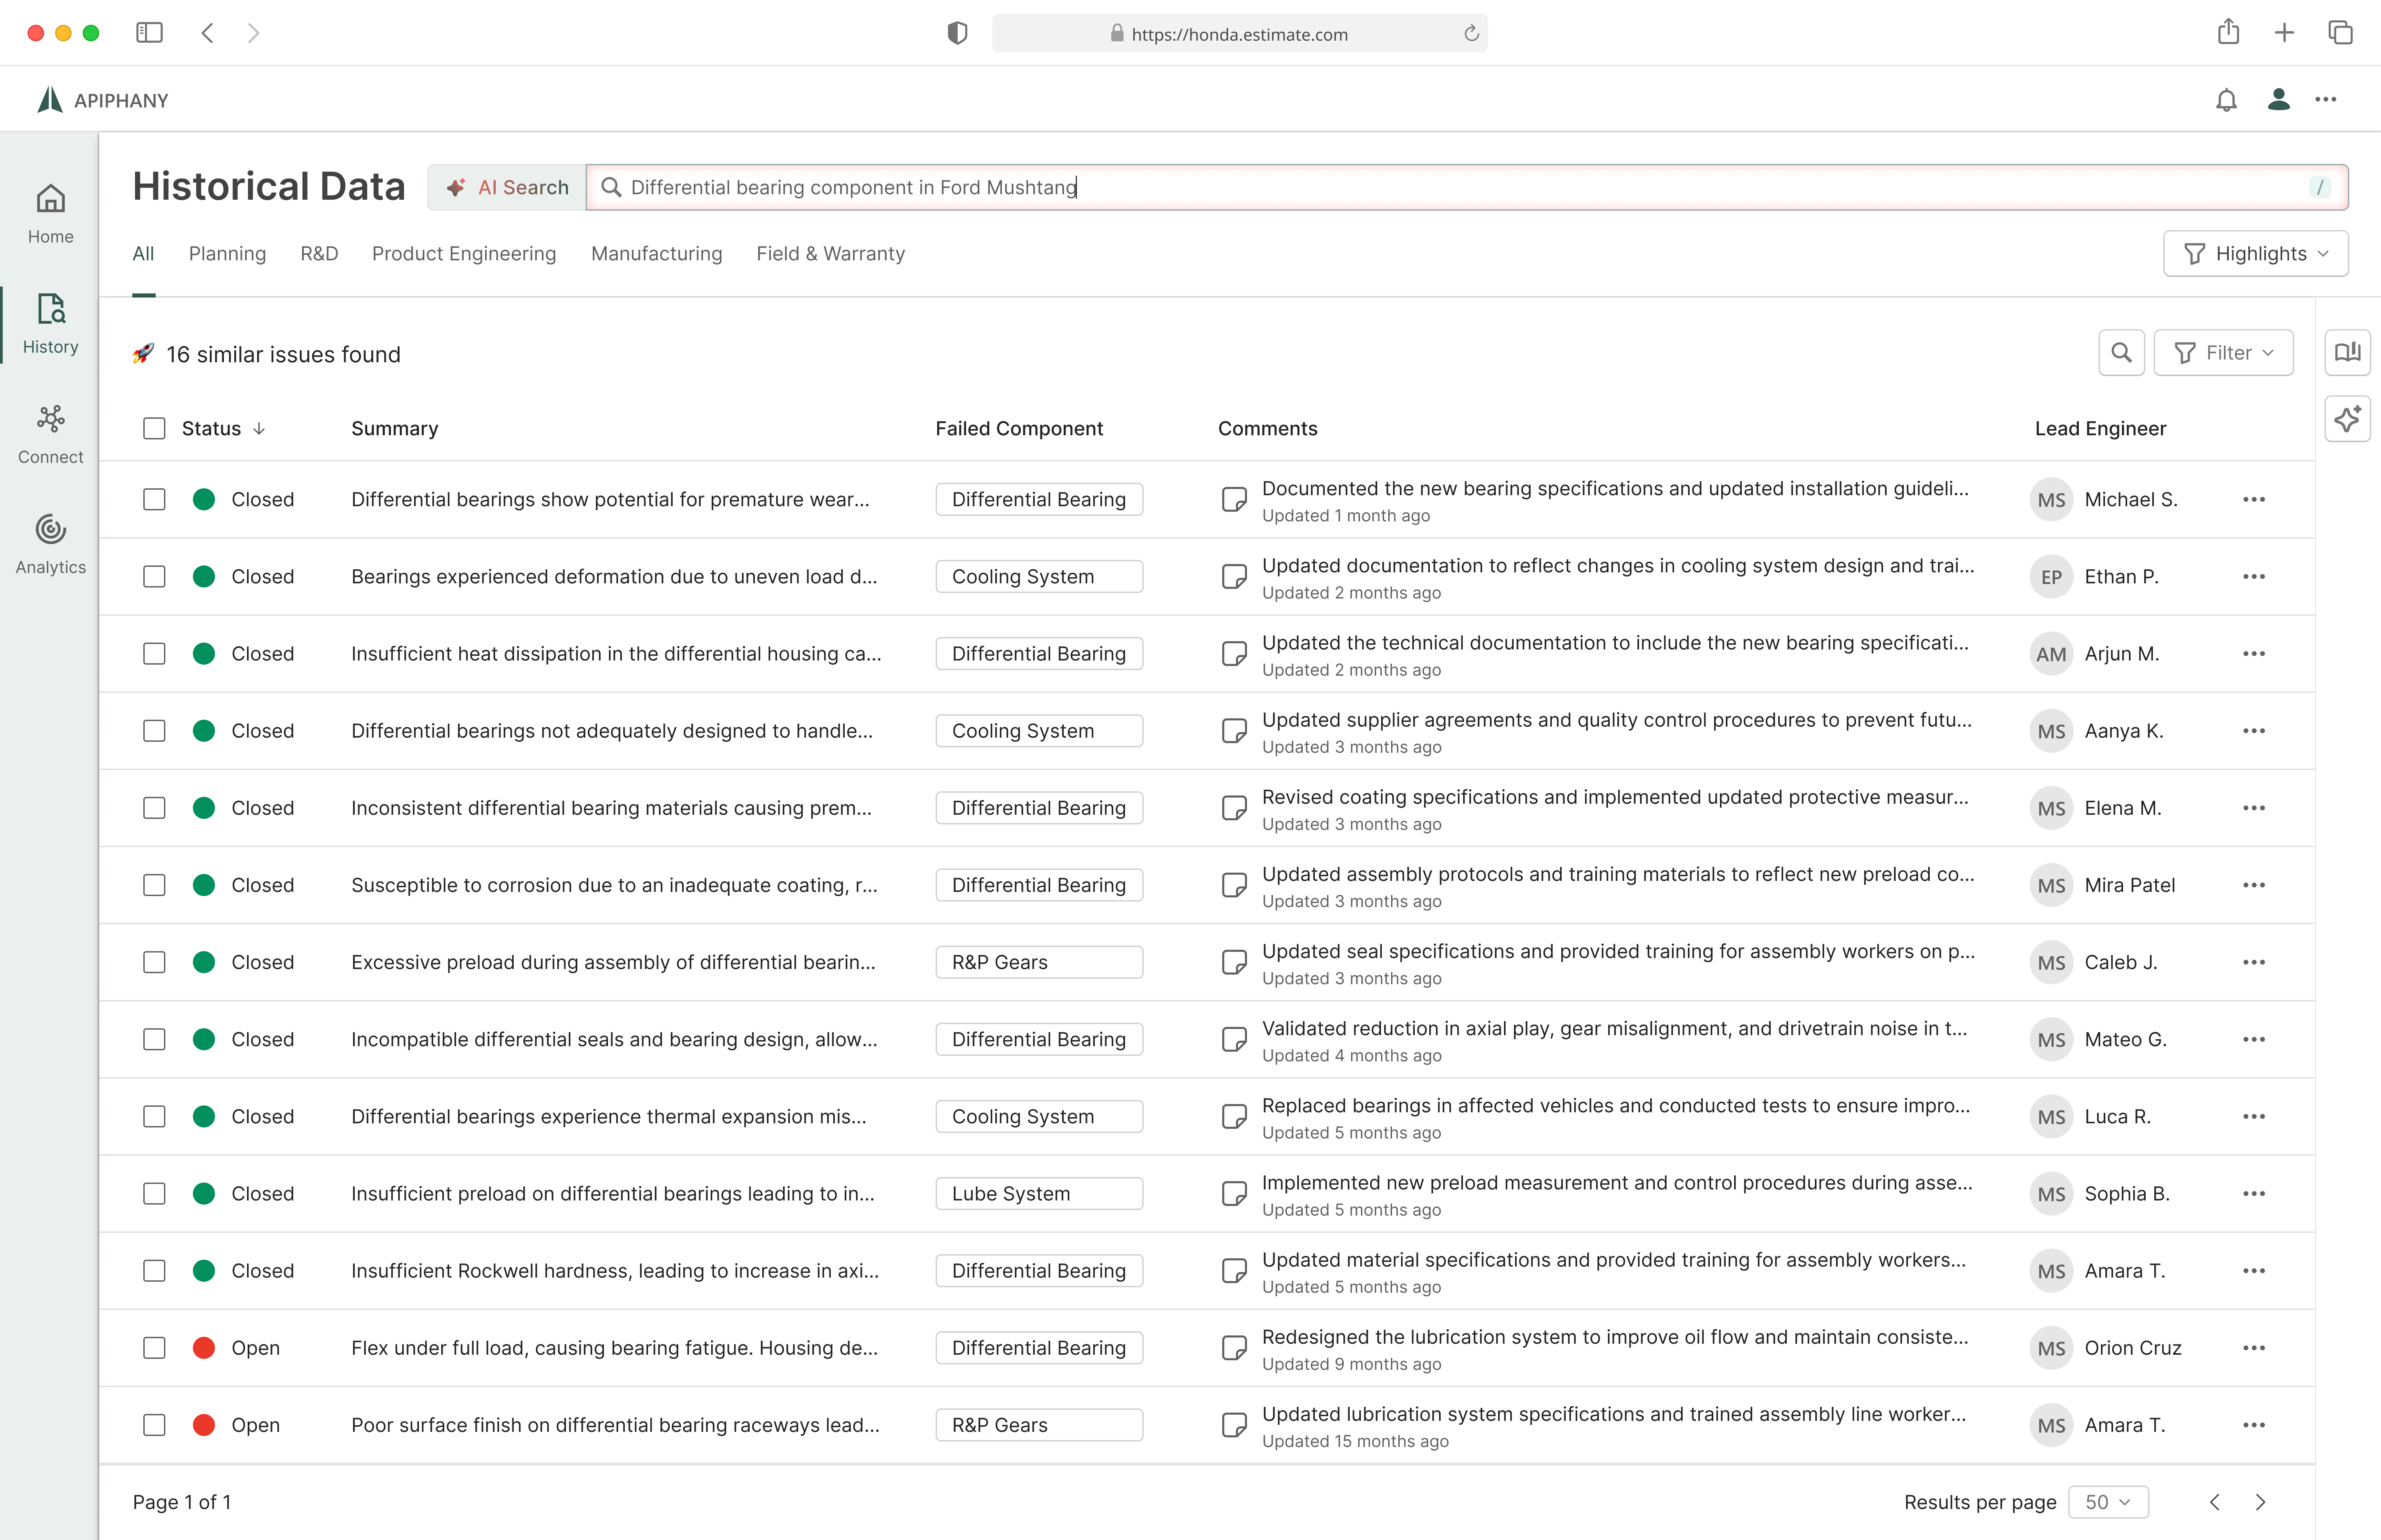 https://honda.estimate.com
APIPHANY
Historical Data
AI Search
Differential bearing component in Ford Mushtang
/
Home
History
Connect
Analytics
All Planning R&D Product Engineering Manufacturing Field & Warranty
Highlights
🚀 16 similar issues found
Filter
Status Summary Failed Component Comments Lead Engineer
Closed Differential bearings show potential for premature wear... Differential Bearing Documented the new bearing specifications and updated installation guideli... MS Michael S.
Updated 1 month ago
Closed Bearings experienced deformation due to uneven load d... Cooling System Updated documentation to reflect changes in cooling system design and trai... EP Ethan P.
Updated 2 months ago
Closed Insufficient heat dissipation in the differential housing ca... Differential Bearing Updated the technical documentation to include the new bearing specificati... AM Arjun M.
Updated 2 months ago
Closed Differential bearings not adequately designed to handle... Cooling System Updated supplier agreements and quality control procedures to prevent futu... MS Aanya K.
Updated 3 months ago
Closed Inconsistent differential bearing materials causing prem... Differential Bearing Revised coating specifications and implemented updated protective measur... MS Elena M.
Updated 3 months ago
Closed Susceptible to corrosion due to an inadequate coating, r... Differential Bearing Updated assembly protocols and training materials to reflect new preload co... MS Mira Patel
Updated 3 months ago
Closed Excessive preload during assembly of differential bearin... R&P Gears Updated seal specifications and provided training for assembly workers on p... MS Caleb J.
Updated 3 months ago
Closed Incompatible differential seals and bearing design, allow... Differential Bearing Validated reduction in axial play, gear misalignment, and drivetrain noise in t... MS Mateo G.
Updated 4 months ago
Closed Differential bearings experience thermal expansion mis... Cooling System Replaced bearings in affected vehicles and conducted tests to ensure impro... MS Luca R.
Updated 5 months ago
Closed Insufficient preload on differential bearings leading to in... Lube System Implemented new preload measurement and control procedures during asse... MS Sophia B.
Updated 5 months ago
Closed Insufficient Rockwell hardness, leading to increase in axi... Differential Bearing Updated material specifications and provided training for assembly workers... MS Amara T.
Updated 5 months ago
Open Flex under full load, causing bearing fatigue. Housing de... Differential Bearing Redesigned the lubrication system to improve oil flow and maintain consiste... MS Orion Cruz
Updated 9 months ago
Open Poor surface finish on differential bearing raceways lead... R&P Gears Updated lubrication system specifications and trained assembly line worker... MS Amara T.
Updated 15 months ago
Page 1 of 1 Results per page 50